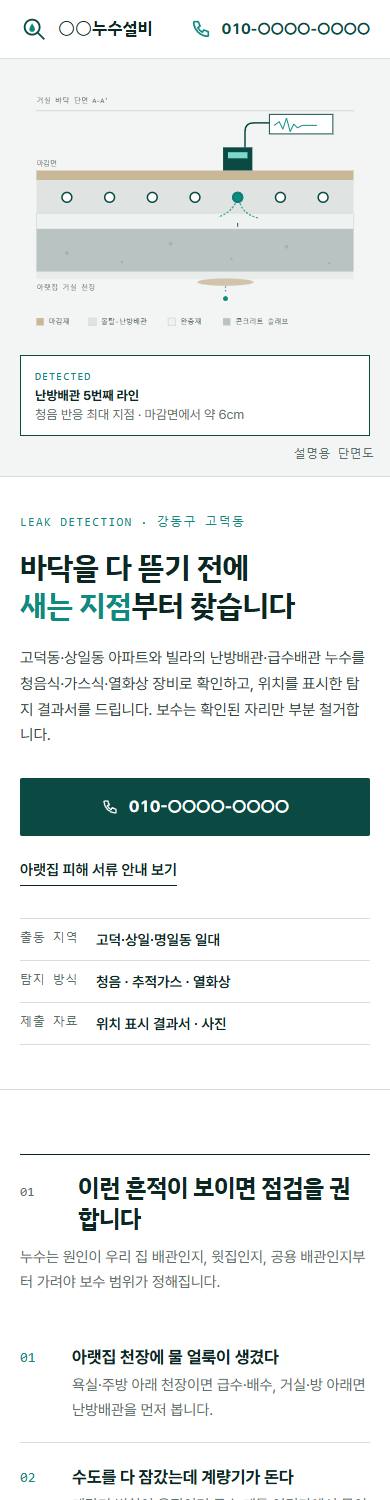 ○○누수설비
010-○○○○-○○○○
거실 바닥 단면 A-A'
마감면
아랫집 거실 천장
마감재
몰탈·난방배관
완충재
콘크리트 슬래브
DETECTED
난방배관 5번째 라인
청음 반응 최대 지점 · 마감면에서 약 6cm
설명용 단면도
LEAK DETECTION · 강동구 고덕동
바닥을 다 뜯기 전에
새는 지점부터 찾습니다
고덕동·상일동 아파트와 빌라의 난방배관·급수배관 누수를
청음식·가스식·열화상 장비로 확인하고, 위치를 표시한 탐
지 결과서를 드립니다. 보수는 확인된 자리만 부분 철거합
니다.
010-○○○○-○○○○
아랫집 피해 서류 안내 보기
출동 지역 고덕·상일·명일동 일대
탐지 방식 청음 · 추적가스 · 열화상
제출 자료 위치 표시 결과서 · 사진
01 이런 흔적이 보이면 점검을 권
합니다
누수는 원인이 우리 집 배관인지, 윗집인지, 공용 배관인지부
터 가려야 보수 범위가 정해집니다.
01 아랫집 천장에 물 얼룩이 생겼다
욕실·주방 아래 천장이면 급수·배수, 거실·방 아래면
난방배관을 먼저 봅니다.
02 수도를 다 잠갔는데 계량기가 돈다